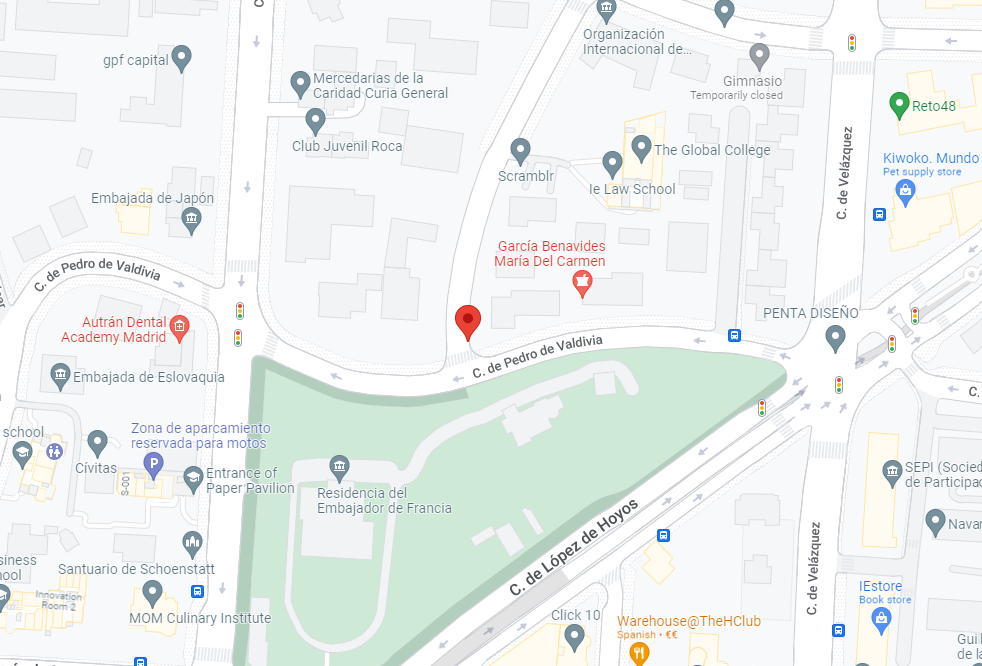 C
Organización
Internacional de...
gpf capital
Mercedarias de la
Caridad Curia General
Gimnasio
Temporarily closed
Reto48
Club Juvenil Roca
C. de Velázquez
The Global College
Kiwoko. Mundo
Pet supply store
Scramblr
Ie Law School
Embajada de Japón
García Benavides
María Del Carmen
C. de Pedro de Valdivia
PENTA DISEÑO
Autrán Dental
Academy Madrid
C. de Pedro de Valdivia
Embajada de Eslovaquia
C.
school
Zona de aparcamiento
reservada para motos
P
Cívitas
S-001
Entrance of
Paper Pavilion
Residencia del
Embajador de Francia
SEPI (Socied
de Participac
C. de López de Hoyos
Navar
C. de Velázquez
Santuario de Schoenstatt
siness
ool
Innovation
Room 2
MOM Culinary Institute
Click 10
Warehouse@TheHClub
Spanish • €€
IEstore
Book store
Gui l
de la